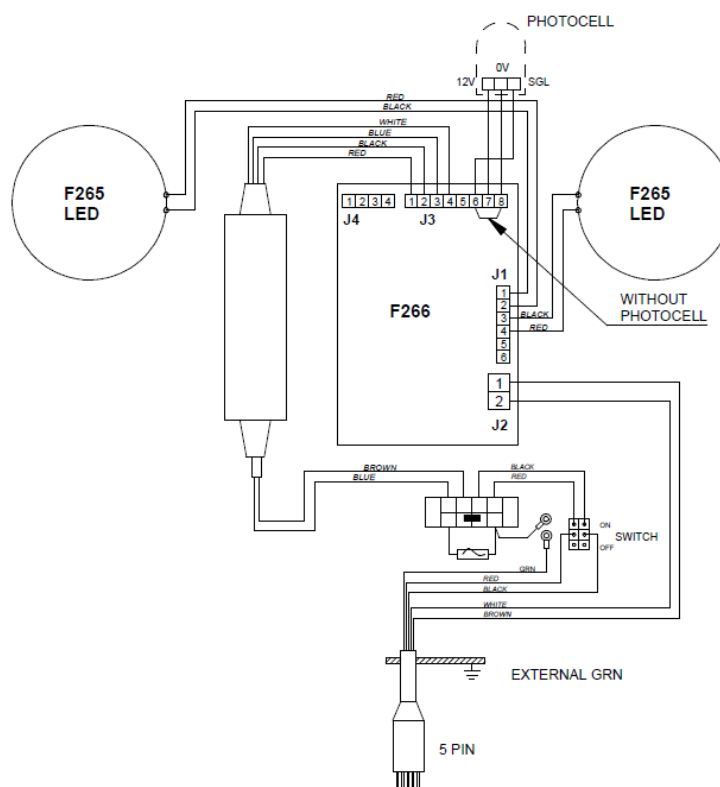 PHOTOCELL
0V
12V
SGL
RED
BLACK
WHITE
BLUE
BLACK
RED
F265
LED
F265
LED
1 2 3 4
J4
1 2 3 4 5 6 7 8
J3
J1
1
2
3
4
5
6
BLACK
RED
WITHOUT
PHOTOCELL
F266
1
2
J2
BROWN
BLUE
BLACK
RED
ON
SWITCH
OFF
GRN
RED
BLACK
WHITE
BROWN
EXTERNAL GRN
5 PIN